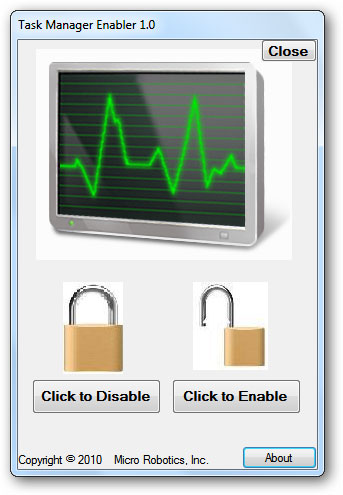 Task Manager Enabler 1.0
Close
Click to Disable Click to Enable
About
Copyright © 2010 Micro Robotics, Inc.